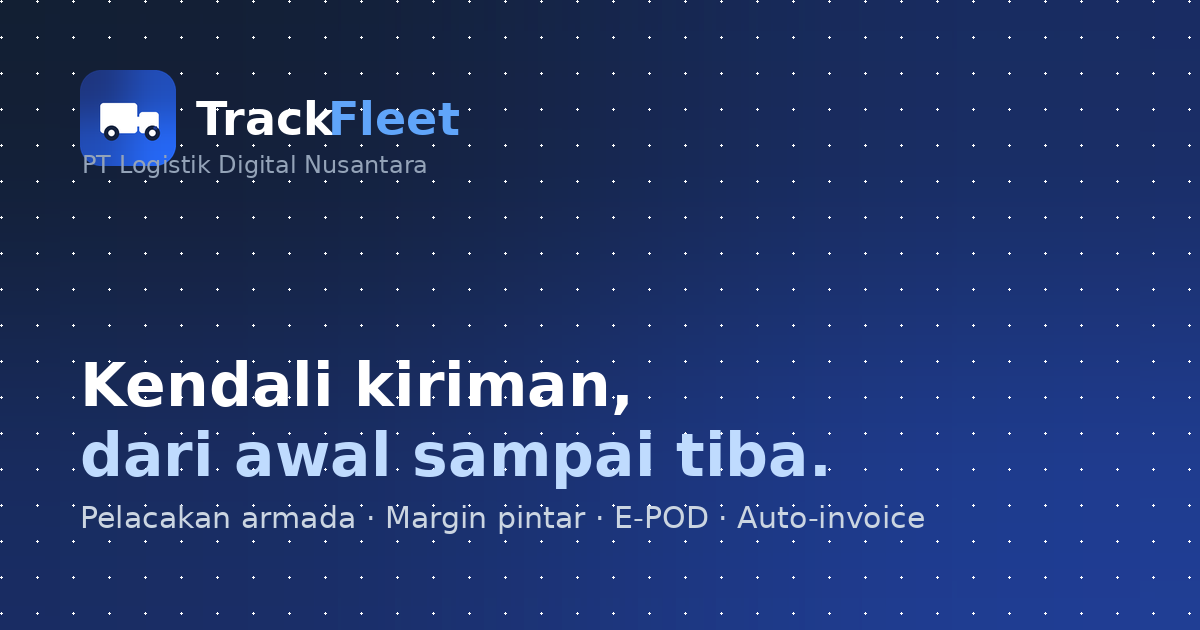 TrackFleet
PT Logistik Digital Nusantara
Kendali kiriman,
dari awal sampai tiba.
Pelacakan armada · Margin pintar · E-POD · Auto-invoice